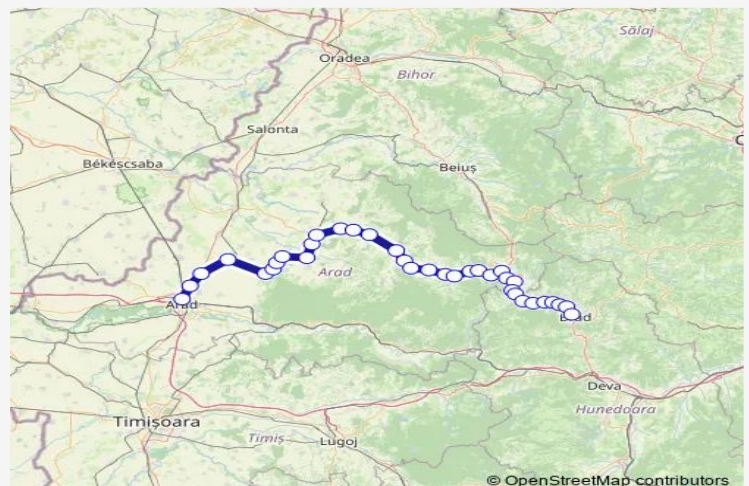 Sălaj
Oradea
Bihor
Salonta
Békéscsaba
Beiuș
Arad
Arad
Brad
Deva
Hunedoara
Timișoara
Timiș
Lugoj
© OpenStreetMap contributors